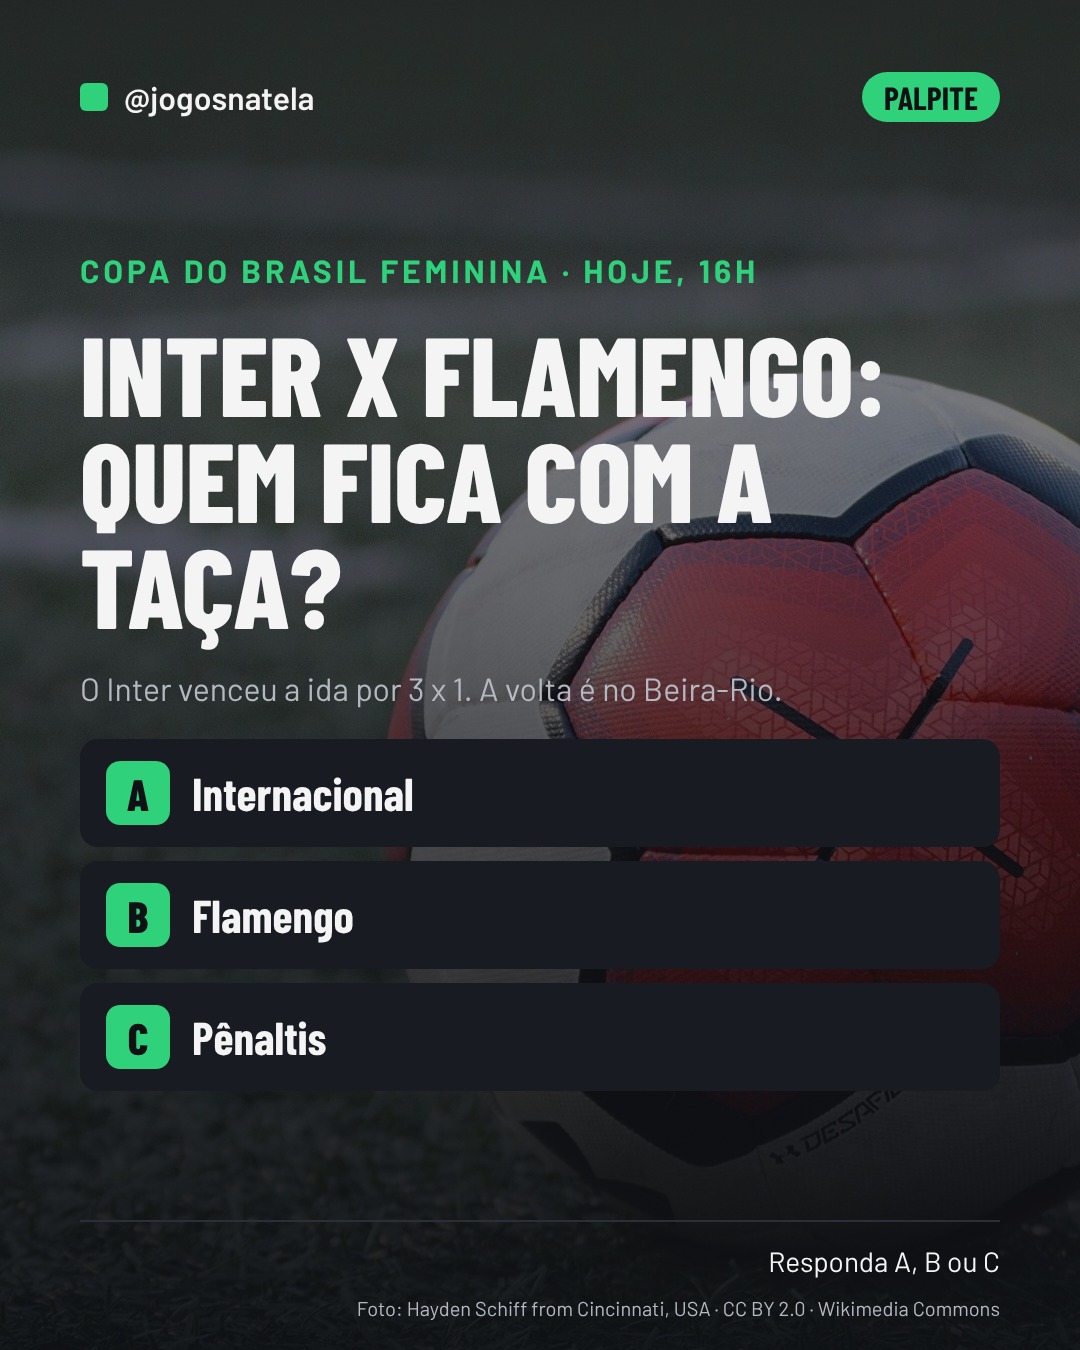 @jogosnatela
PALPITE
COPA DO BRASIL FEMININA · HOJE, 16H
INTER X FLAMENGO:
QUEM FICA COM A
TAÇA?
O Inter venceu a ida por 3 x 1. A volta é no Beira-Rio.
A Internacional
B Flamengo
C Pênaltis
DESAFIO
Responda A, B ou C
Foto: Hayden Schiff from Cincinnati, USA · CC BY 2.0 · Wikimedia Commons